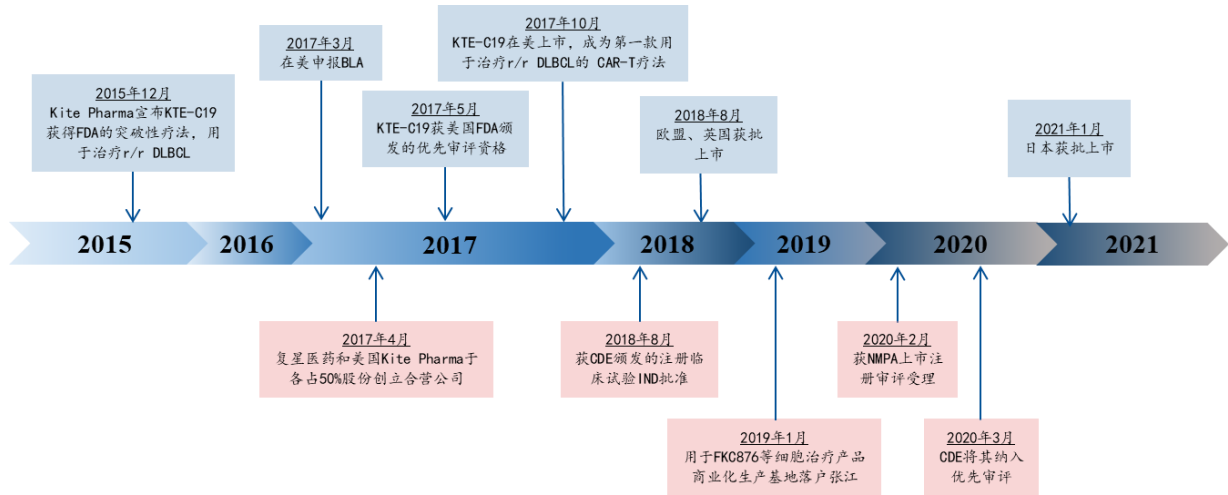 2015年12月
Kite Pharma宣布KTE-C19
获得FDA的突破性疗法, 用
于治疗r/r DLBCL
2017年3月
在美申报BLA
2017年5月
KTE-C19获美国FDA颁
发的优先审评资格
2017年10月
KTE-C19在美上市, 成为第一款用
于治疗r/r DLBCL的 CAR-T疗法
2018年8月
欧盟、英国获批
上市
2021年1月
日本获批上市
2015
2016
2017
2018
2019
2020
2021
2017年4月
复星医药和美国Kite Pharma于
各占50%股份创立合营公司
2018年8月
获CDE颁发的注册临
床试验IND批准
2019年1月
用于FKC876等细胞治疗产品
商业化生产基地落户张江
2020年2月
获NMPA上市注
册审评受理
2020年3月
CDE将其纳入
优先审评